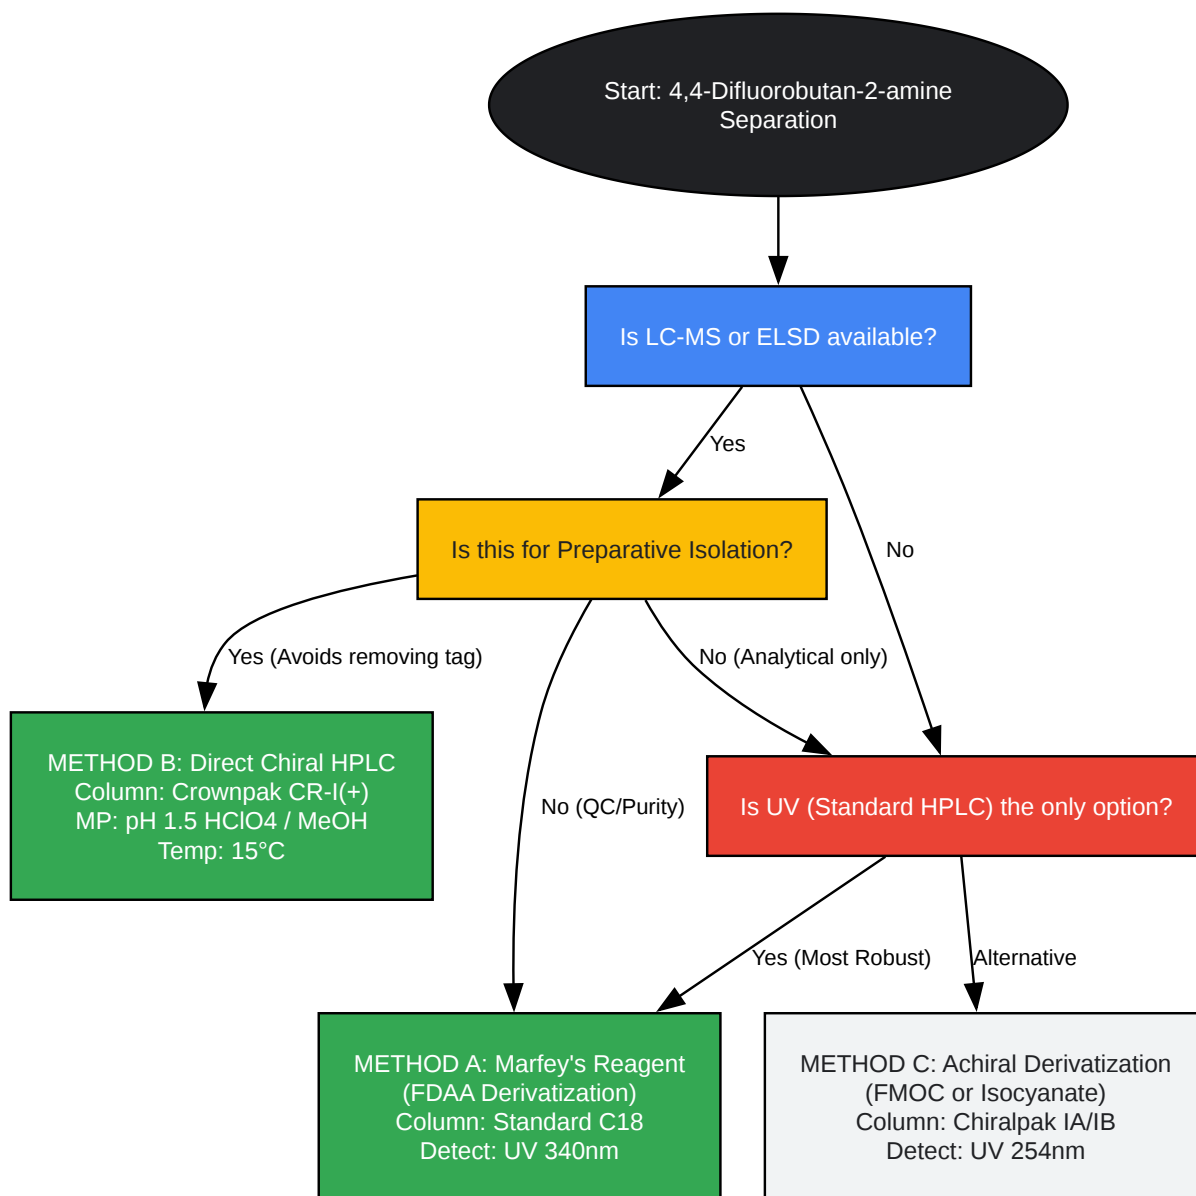 Start: 4,4-Difluorobutan-2-amine
Separation
Is LC-MS or ELSD available?
Yes
Is this for Preparative Isolation?
No
Yes (Avoids removing tag)
No (Analytical only)
METHOD B: Direct Chiral HPLC
Column: Crownpak CR-I(+)
MP: pH 1.5 HClO4 / MeOH
Temp: 15°C
No (QC/Purity)
Is UV (Standard HPLC) the only option?
Yes (Most Robust)
Alternative
METHOD A: Marfey's Reagent
(FDAA Derivatization)
Column: Standard C18
Detect: UV 340nm
METHOD C: Achiral Derivatization
(FMOC or Isocyanate)
Column: Chiralpak IA/IB
Detect: UV 254nm